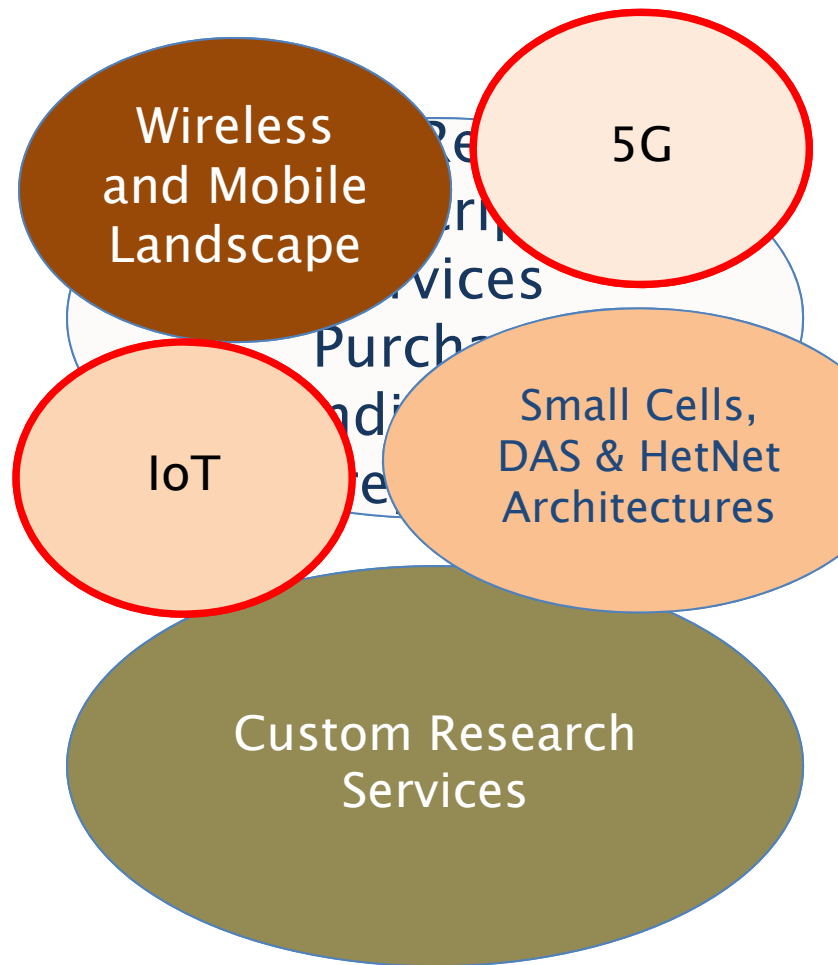 Wireless
and Mobile
Landscape
5G
IoT
Small Cells,
DAS & HetNet
Architectures
Custom Research
Services